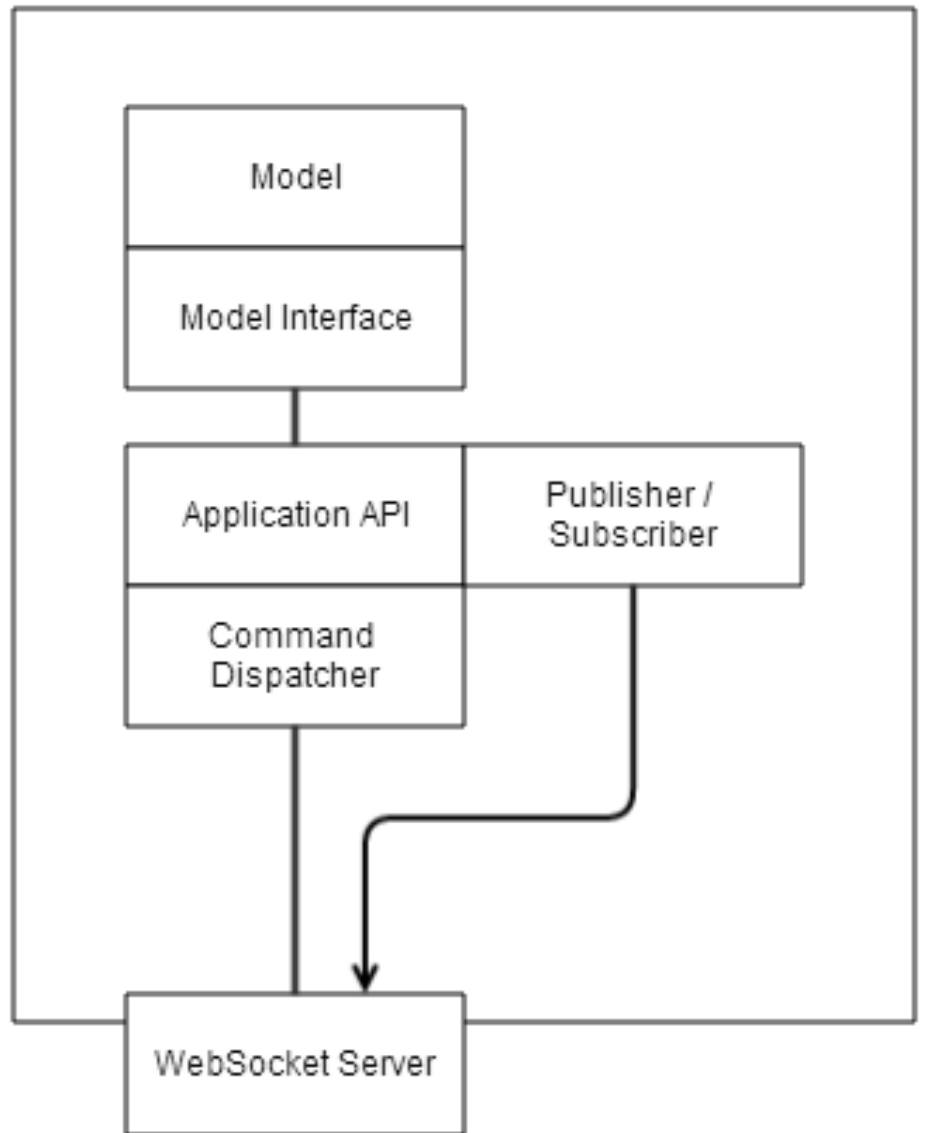 Model
Model Interface
Application API
Publisher /
Subscriber
Command
Dispatcher
WebSocket Server